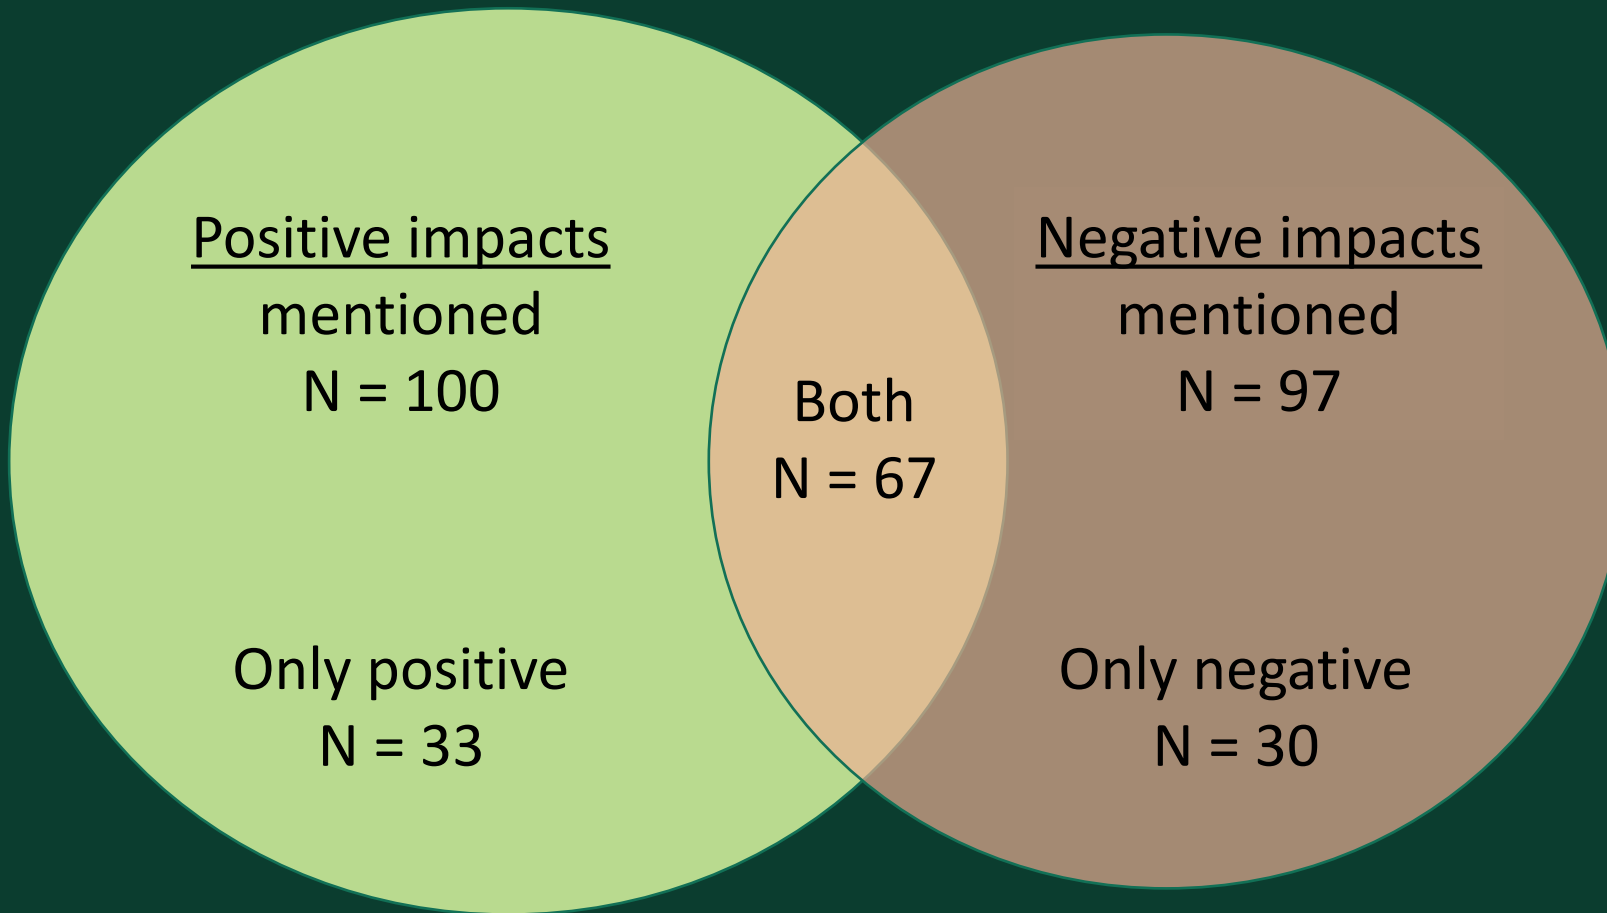 Positive impacts
mentioned
N = 100
Only positive
N = 33
Both
N = 67
Negative impacts
mentioned
N = 97
Only negative
N = 30